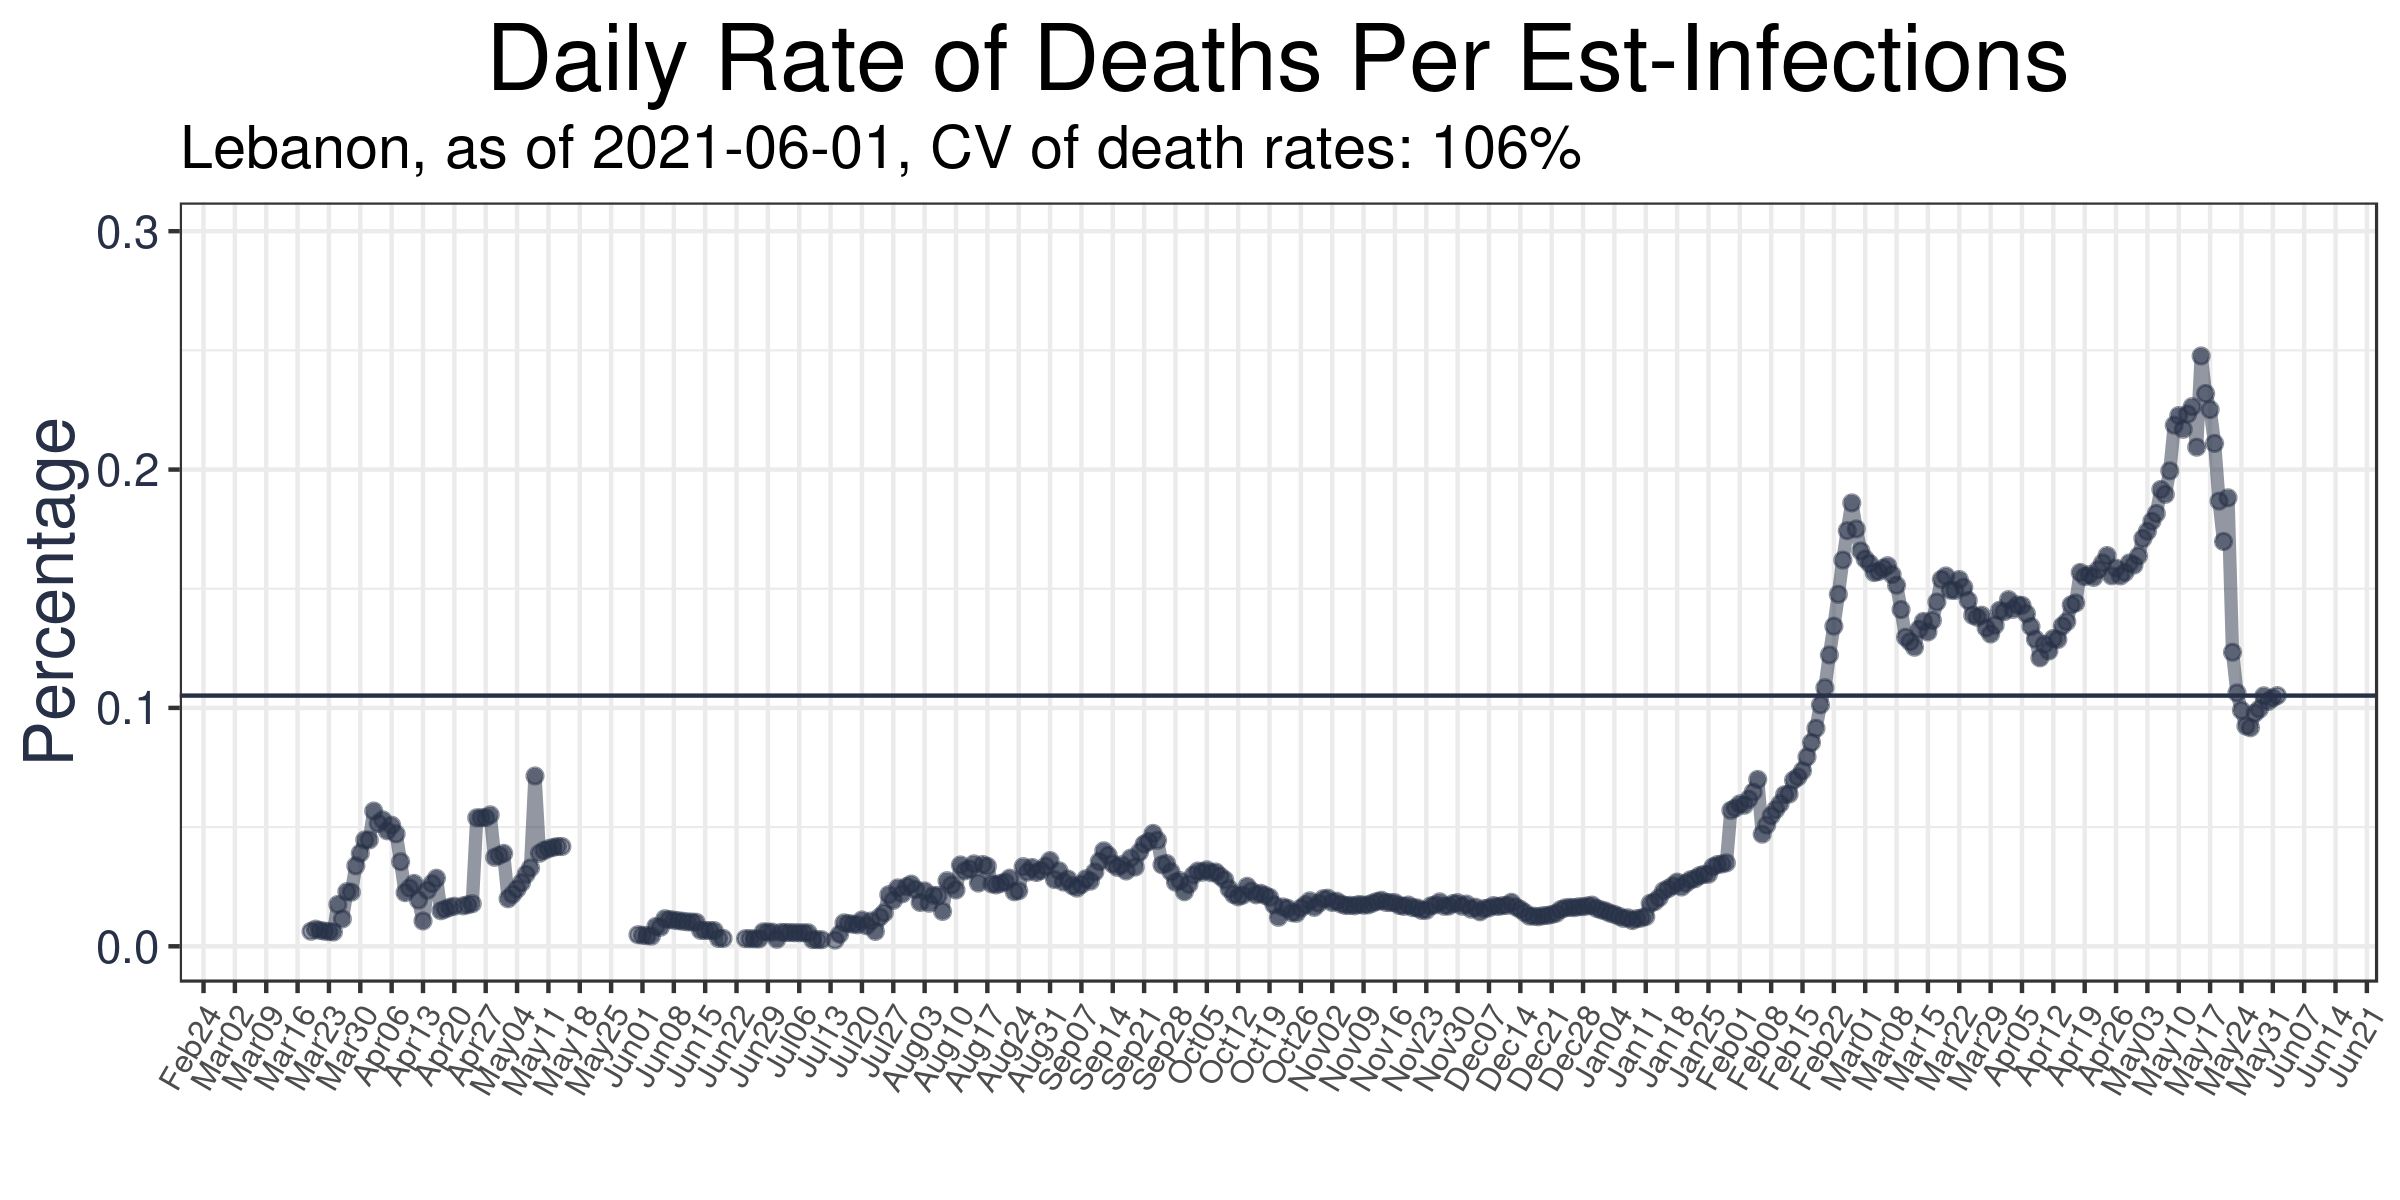 Daily Rate of Deaths Per Est-Infections
Lebanon, as of 2021-06-01, CV of death rates: 106%
Percentage
0.3
0.2
0.1
0.0
Feb24
Mar02
Mar09
Mar16
Mar23
Mar30
Apr06
Apr13
Apr20
Apr27
May04
May11
May18
May25
Jun01
Jun08
Jun15
Jun22
Jun29
Jul06
Jul13
Jul20
Jul27
Aug03
Aug10
Aug17
Aug24
Aug31
Sep07
Sep14
Sep21
Sep28
Oct05
Oct12
Oct19
Oct26
Nov02
Nov09
Nov16
Nov23
Nov30
Dec07
Dec14
Dec21
Dec28
Jan04
Jan11
Jan18
Jan25
Feb01
Feb08
Feb15
Feb22
Mar01
Mar08
Mar15
Mar22
Mar29
Apr05
Apr12
Apr19
Apr26
May03
May10
May17
May24
May31
Jun07
Jun14
Jun21